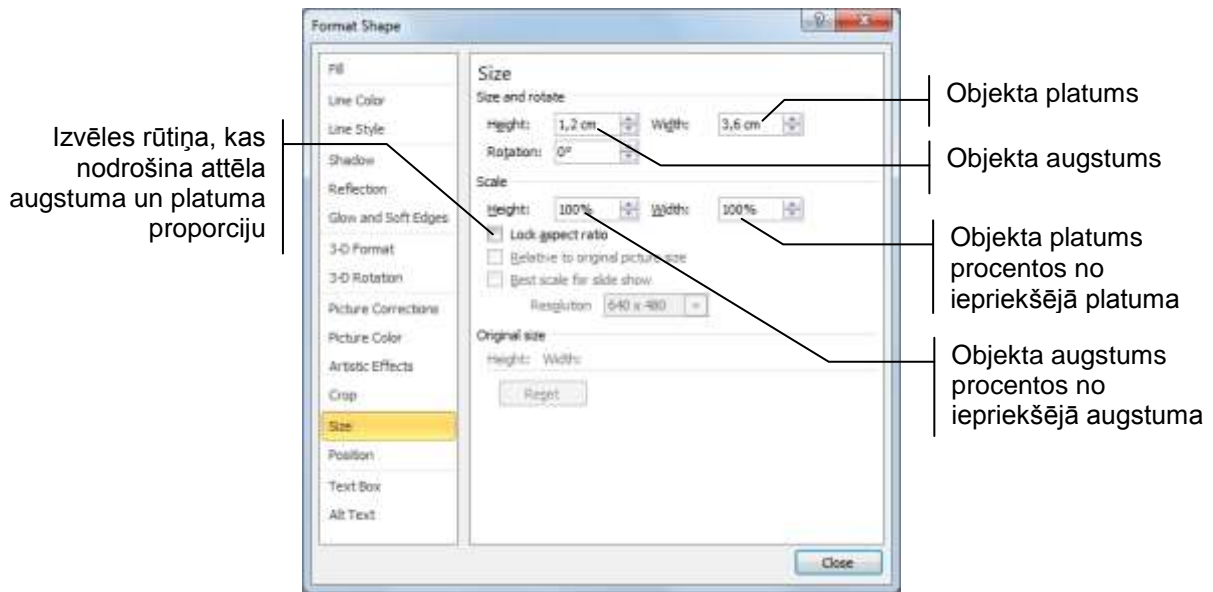 Format Shape
Fill
Line Color
Line Style
Shadow
Reflection
Glow and Soft Edges
3-D Format
3-D Rotation
Picture Corrections
Picture Color
Artistic Effects
Crop
Size
Position
Text Box
Alt Text
Size
Size and rotate
Height: 1,2 cm Width: 3,6 cm
Rotation: 0°
Scale
Height: 100% Width: 100%
Lock aspect ratio
Relative to original picture size
Best scale for slide show
Resolution 640 x 480
Original size
Height: Width:
Reset
Close
Izvēles rūtiņa, kas
nodrošina attēla
augstuma un platuma
proporciju
Objekta platums
Objekta augstums
Objekta platums
procentos no
iepriekšējā platuma
Objekta augstums
procentos no
iepriekšējā augstuma